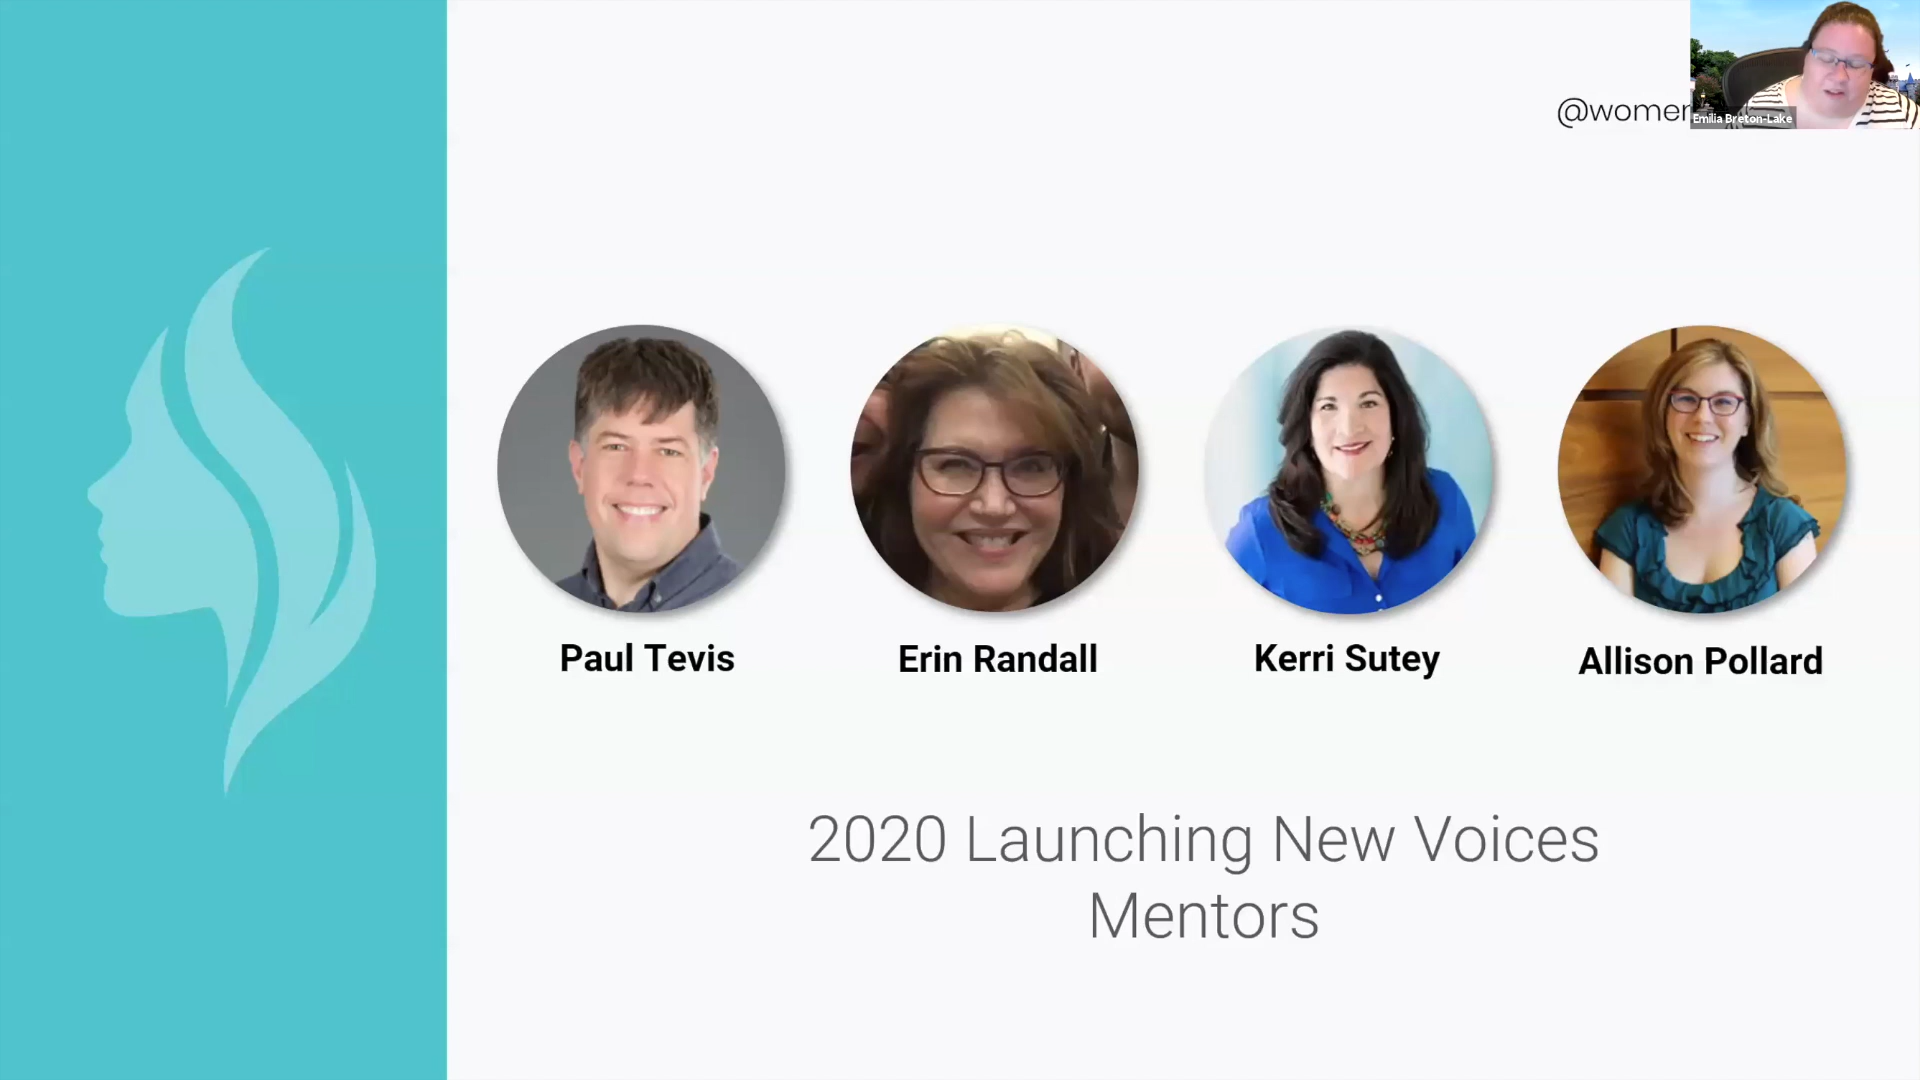 @women
Emilia Breton-Lake
Paul Tevis
Erin Randall
Kerri Sutey
Allison Pollard
2020 Launching New Voices
Mentors